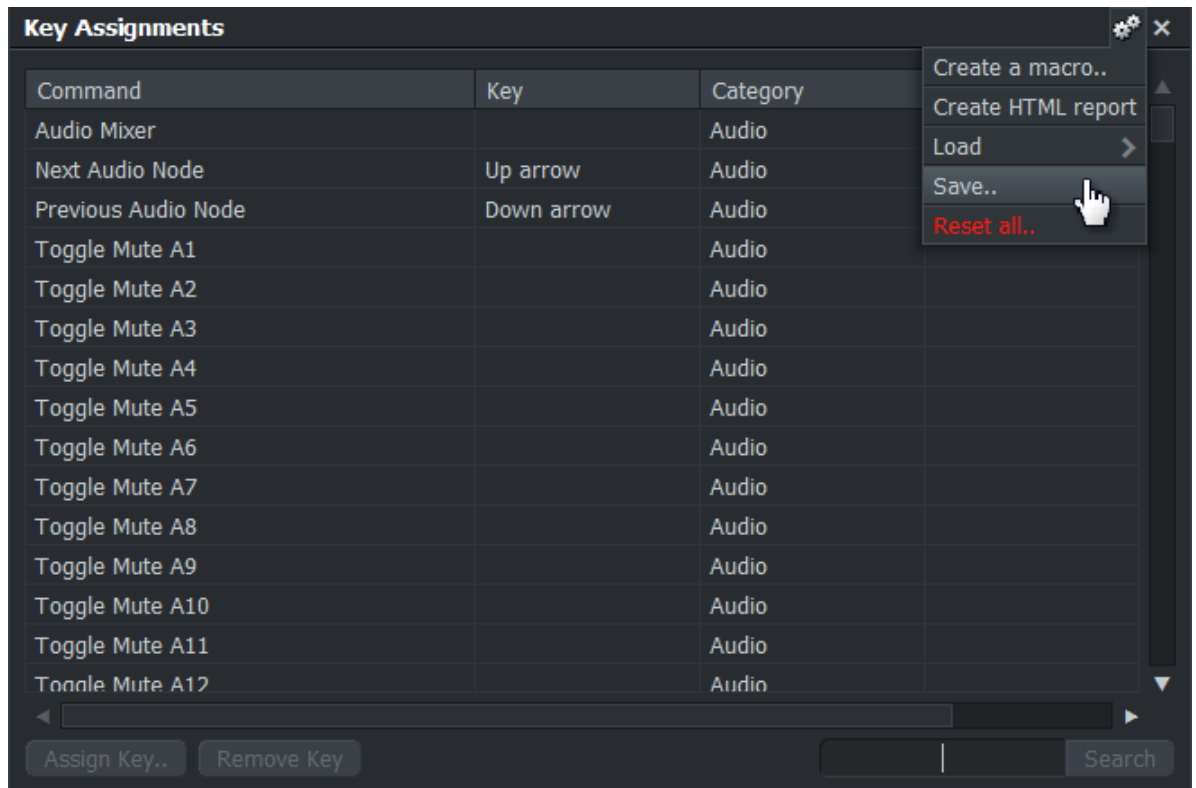 Key Assignments
Create a macro..
Create HTML report
Load
Save..
Reset all..
Command Key Category
Audio Mixer Audio
Next Audio Node Up arrow Audio
Previous Audio Node Down arrow Audio
Toggle Mute A1 Audio
Toggle Mute A2 Audio
Toggle Mute A3 Audio
Toggle Mute A4 Audio
Toggle Mute A5 Audio
Toggle Mute A6 Audio
Toggle Mute A7 Audio
Toggle Mute A8 Audio
Toggle Mute A9 Audio
Toggle Mute A10 Audio
Toggle Mute A11 Audio
Toggle Mute A12 Audio
Assign Key.. Remove Key Search